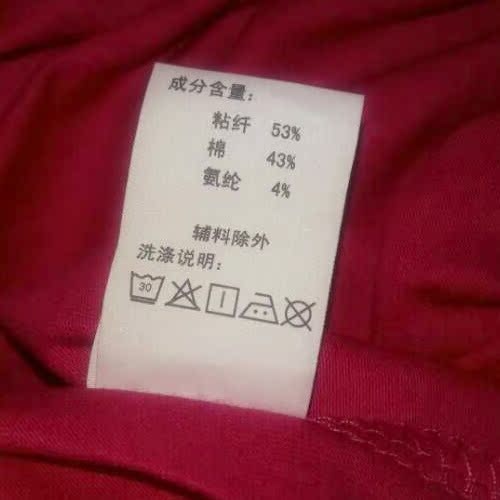 成分含量：
粘纤 53%
棉 43%
氨纶 4%
辅料除外
洗涤说明：
30